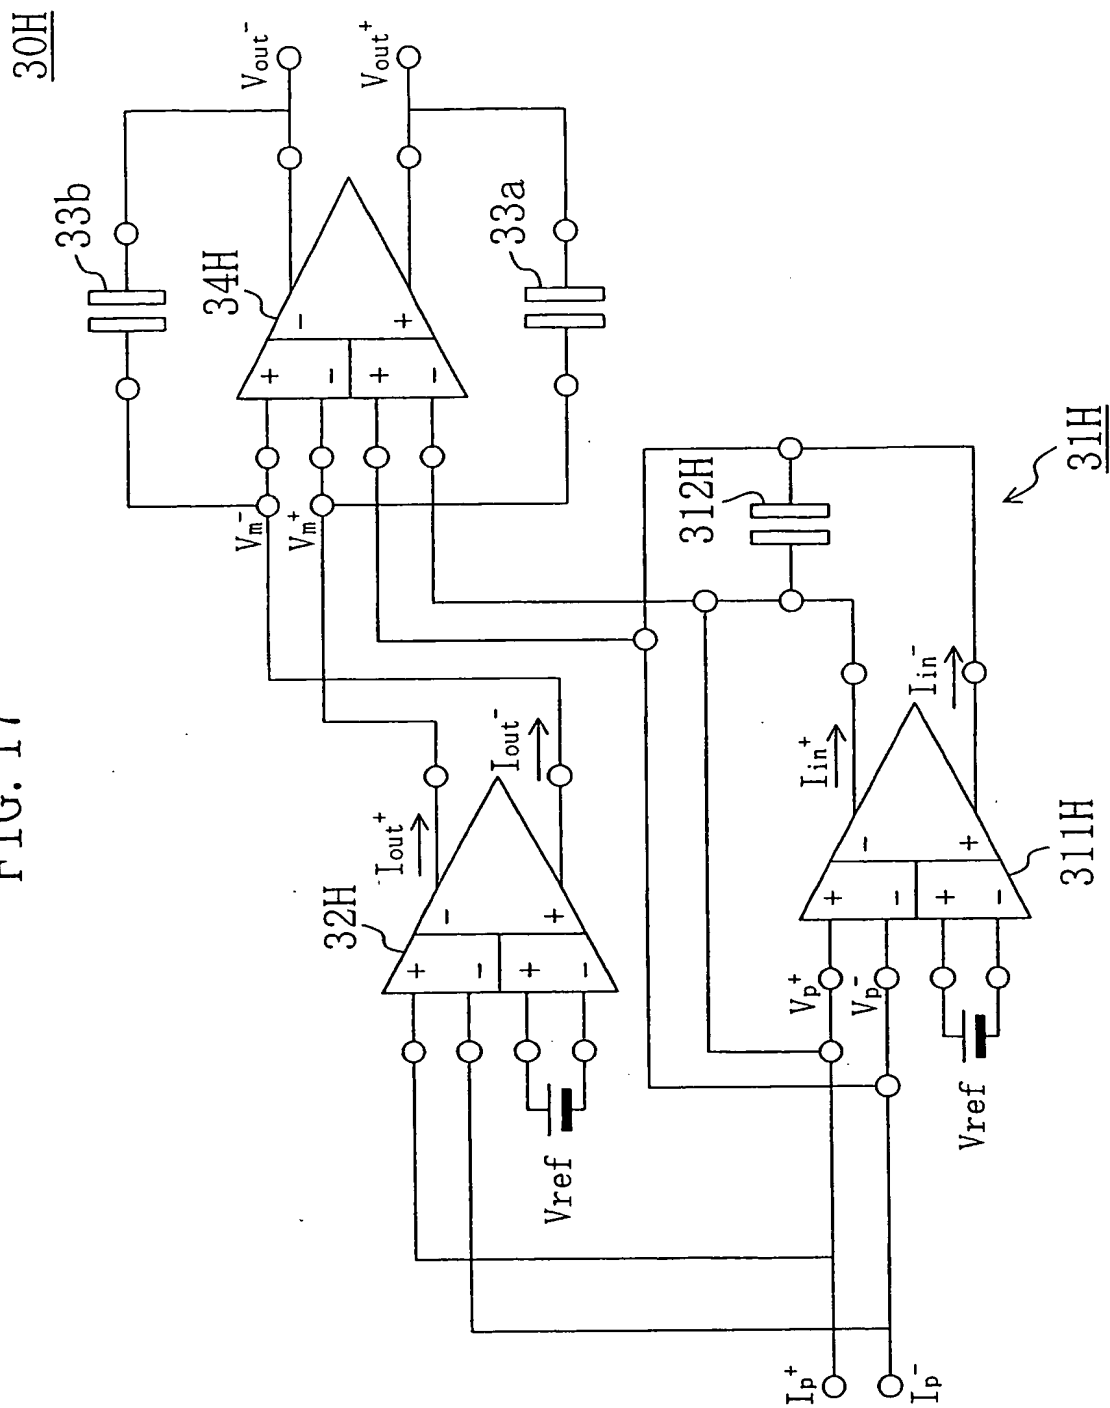 FIG. 17
30H
Vout-
Vout+
33b
34H
33a
+
-
+
-
-
+
Vm-
Vm+
312H
31H
32H
Iout+
Iout-
+
-
+
-
-
+
Vref
Iin+
Iin-
311H
+
-
+
-
-
+
Vp+
Vp-
Vref
Ip+
Ip-